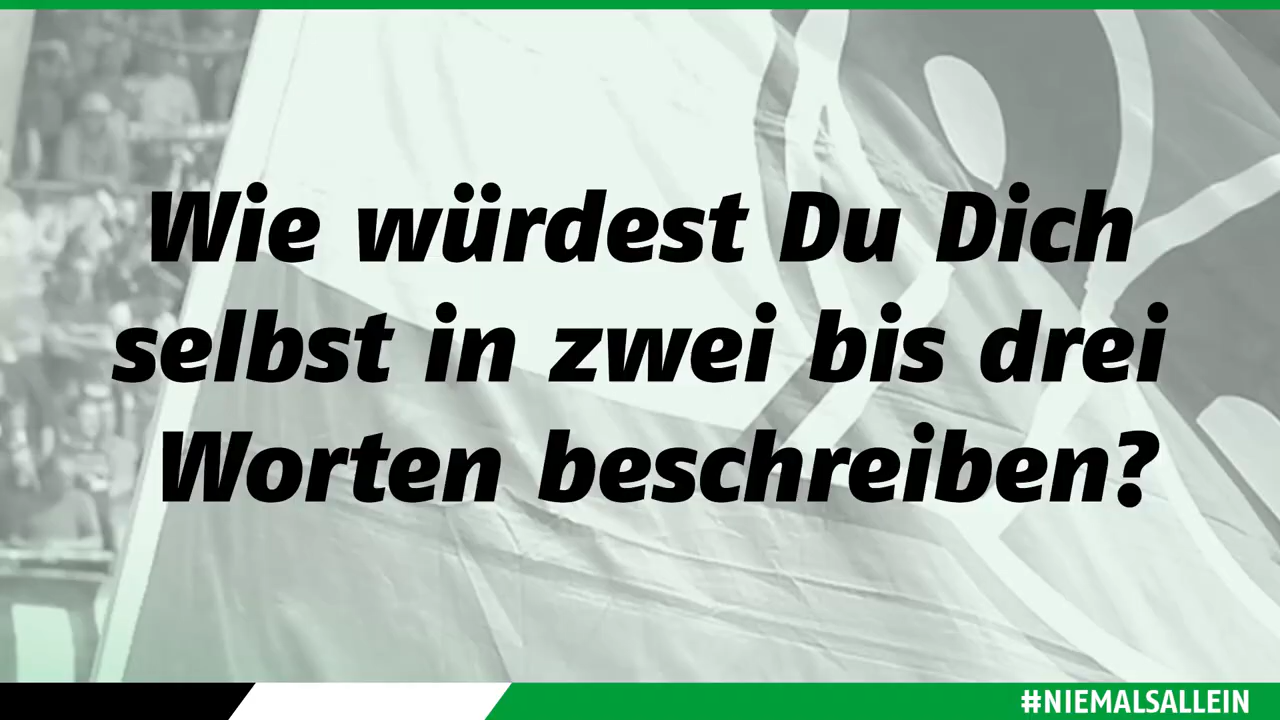 Wie würdest Du Dich
selbst in zwei bis drei
Worten beschreiben?
#NIEMALSALLEIN